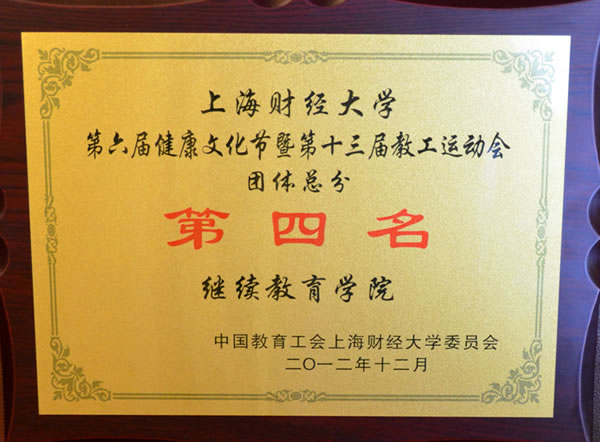 上海财经大学
第六届健康文化节暨第十三届教工运动会
团体总分
第四名
继续教育学院
中国教育工会上海财经大学委员会
二〇一二年十二月